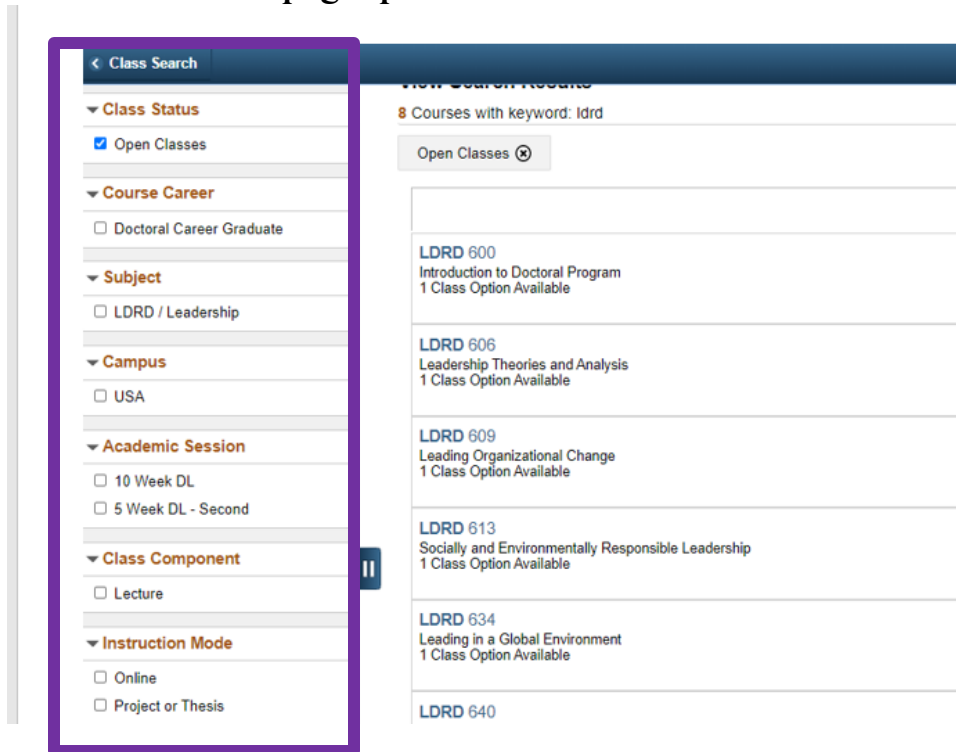 Class Search
Class Status
Open Classes
Course Career
Doctoral Career Graduate
Subject
LDRD / Leadership
Campus
USA
Academic Session
10 Week DL
5 Week DL - Second
Class Component
Lecture
Instruction Mode
Online
Project or Thesis
View Search Results
8 Courses with keyword: ldrd
Open Classes
LDRD 600
Introduction to Doctoral Program
1 Class Option Available
LDRD 606
Leadership Theories and Analysis
1 Class Option Available
LDRD 609
Leading Organizational Change
1 Class Option Available
LDRD 613
Socially and Environmentally Responsible Leadership
1 Class Option Available
LDRD 634
Leading in a Global Environment
1 Class Option Available
LDRD 640